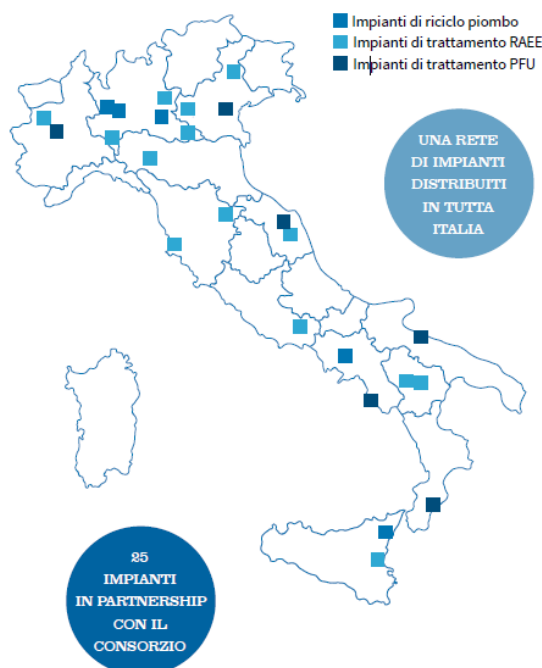 Impianti di riciclo piombo
Impianti di trattamento RAEE
Impianti di trattamento PFU
UNA RETE
DI IMPIANTI
DISTRIBUITI
IN TUTTA
ITALIA
25
IMPIANTI
IN PARTNERSHIP
CON IL
CONSORZIO